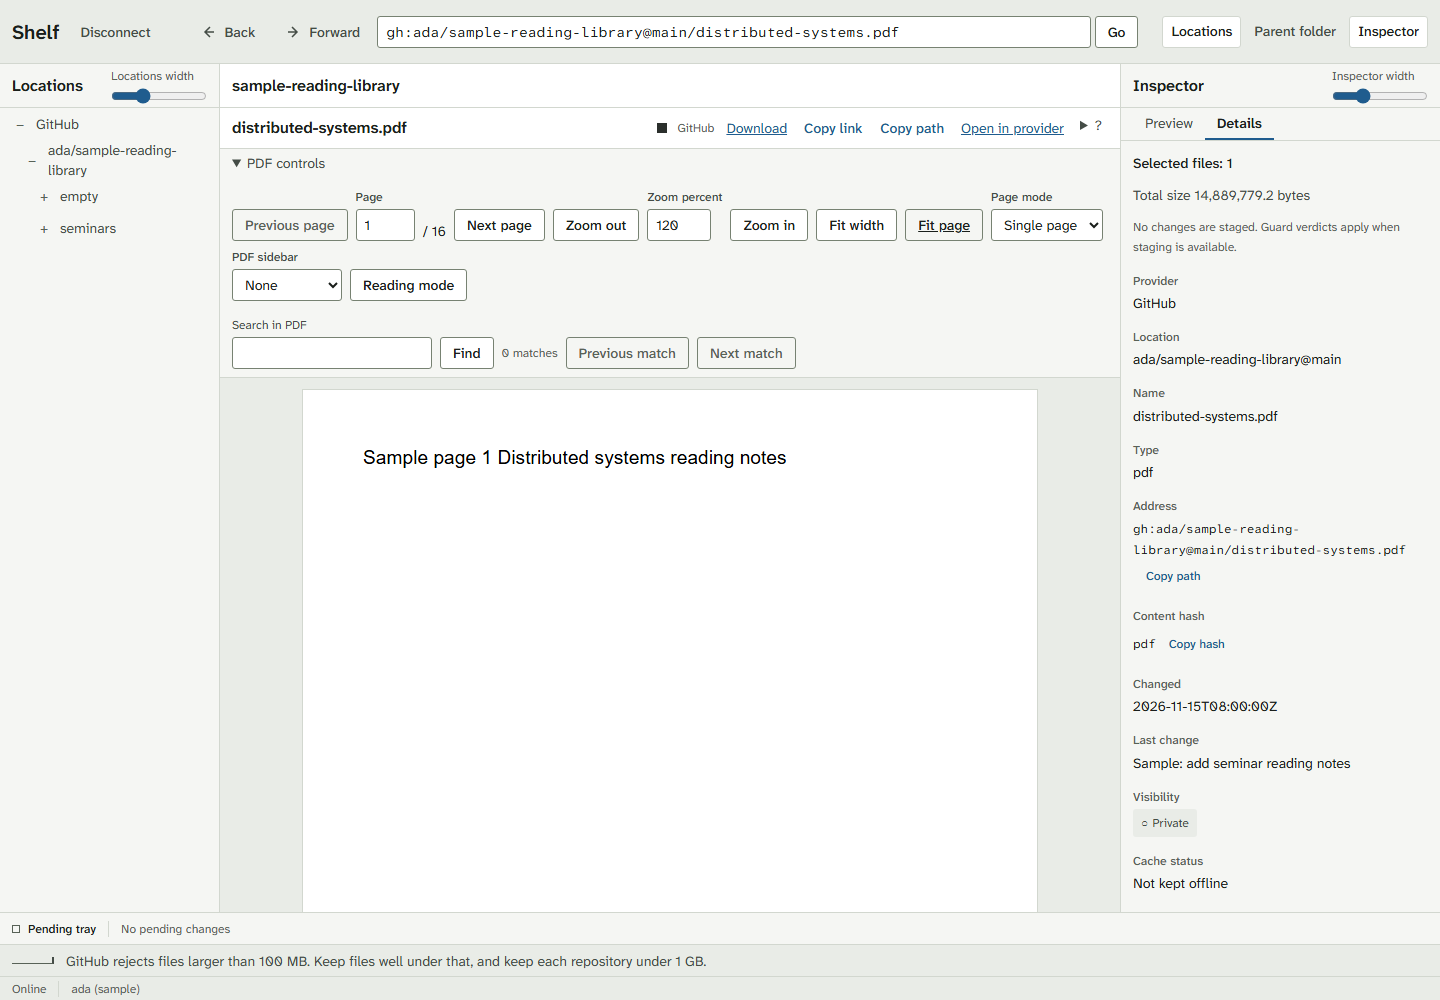 Shelf Disconnect Back Forward gh:ada/sample-reading-library@main/distributed-systems.pdf Go Locations Parent folder Inspector
Locations Locations width
GitHub
ada/sample-reading-
library
empty
seminars
sample-reading-library
distributed-systems.pdf GitHub Download Copy link Copy path Open in provider ?
PDF controls
Page Zoom percent Page mode
Previous page 1 / 16 Next page Zoom out 120 Zoom in Fit width Fit page Single page
PDF sidebar
None Reading mode
Search in PDF
Find 0 matches Previous match Next match
Sample page 1 Distributed systems reading notes
Inspector Inspector width
Preview Details
Selected files: 1
Total size 14,889,779.2 bytes
No changes are staged. Guard verdicts apply when
staging is available.
Provider
GitHub
Location
ada/sample-reading-library@main
Name
distributed-systems.pdf
Type
pdf
Address
gh:ada/sample-reading-
library@main/distributed-systems.pdf
Copy path
Content hash
pdf Copy hash
Changed
2026-11-15T08:00:00Z
Last change
Sample: add seminar reading notes
Visibility
Private
Cache status
Not kept offline
Pending tray No pending changes
GitHub rejects files larger than 100 MB. Keep files well under that, and keep each repository under 1 GB.
Online ada (sample)